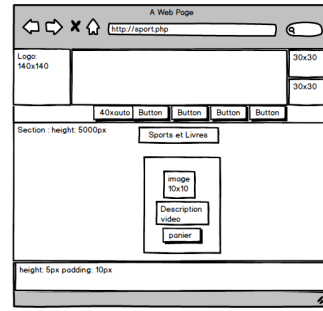 A Web Page
http://sport.php
Logo:
140x140
30x30
30x30
40xauto Button Button Button Button
Section : height: 5000px
Sports et Livres
image
10x10
Description
video
panier
height: 5px padding: 10px